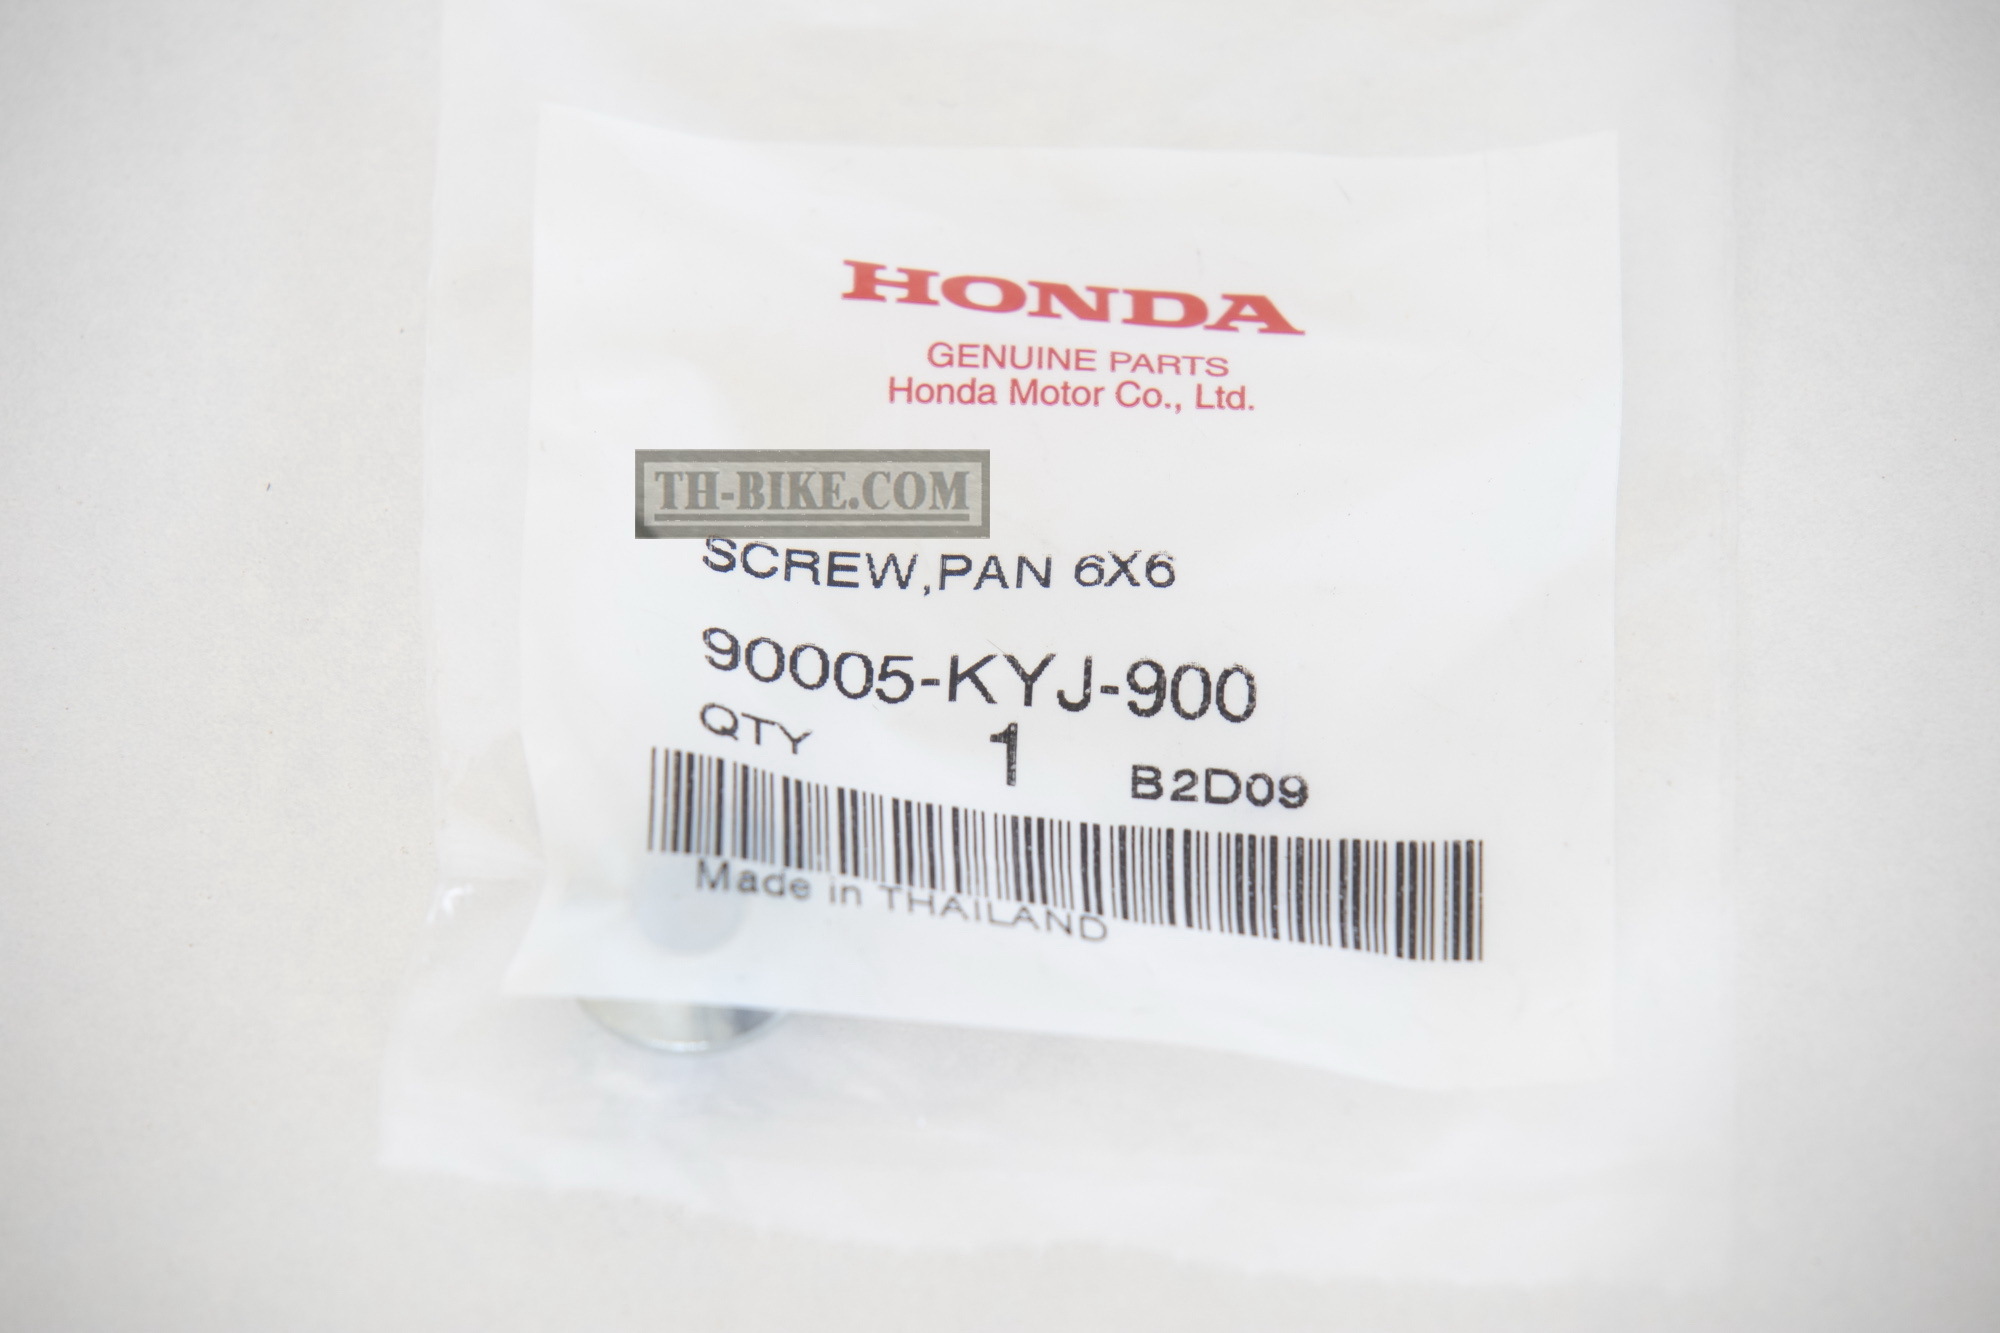 HONDA
GENUINE PARTS
Honda Motor Co., Ltd.
TH-BIKE.COM
SCREW,PAN 6X6
90005-KYJ-900
QTY 1 B2D09
Made in THAILAND